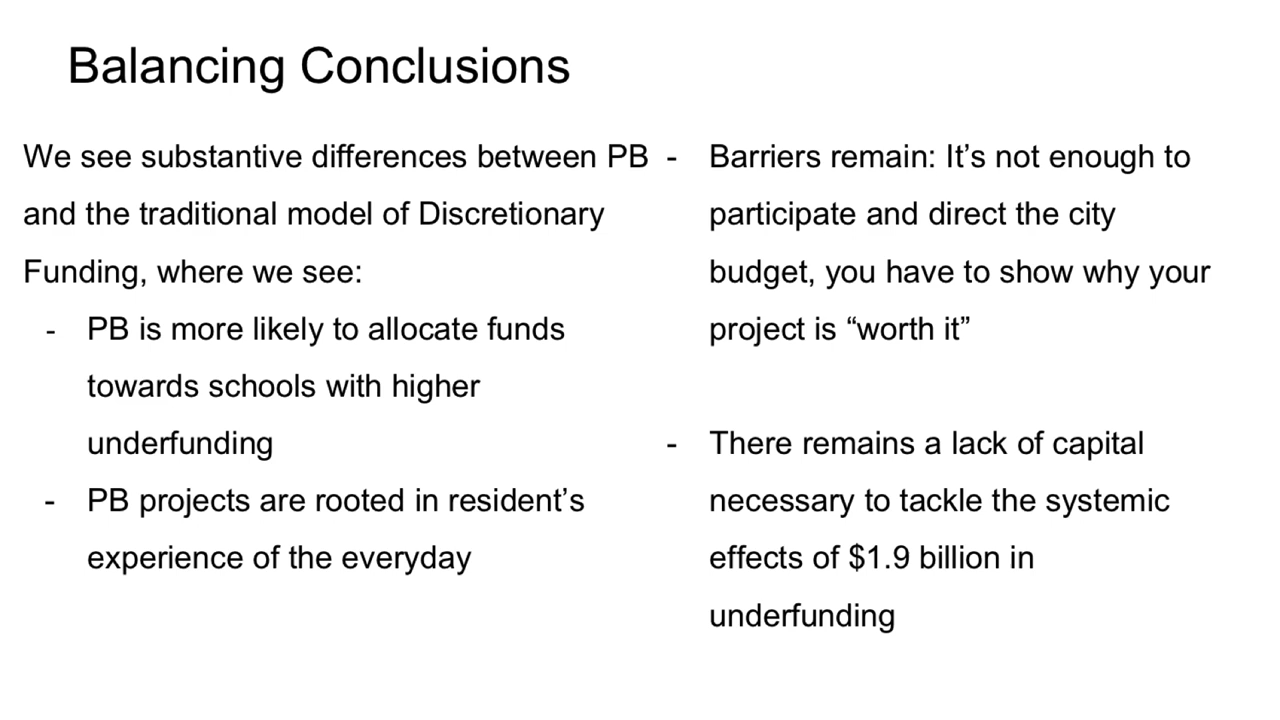 Balancing Conclusions
We see substantive differences between PB
and the traditional model of Discretionary
Funding, where we see:
- PB is more likely to allocate funds
towards schools with higher
underfunding
- PB projects are rooted in resident’s
experience of the everyday
- Barriers remain: It’s not enough to
participate and direct the city
budget, you have to show why your
project is “worth it”
- There remains a lack of capital
necessary to tackle the systemic
effects of $1.9 billion in
underfunding